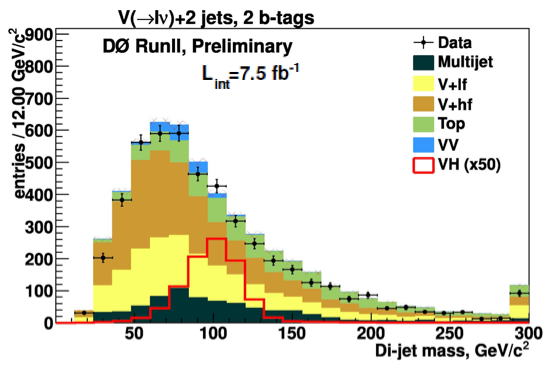 V(→lν)+2 jets, 2 b-tags
entries / 12.00 GeV/c²
900
800
700
600
500
400
300
200
100
0
DØ RunII, Preliminary
L_int=7.5 fb⁻¹
Data
Multijet
V+lf
V+hf
Top
VV
VH (x50)
50 100 150 200 250 300
Di-jet mass, GeV/c²